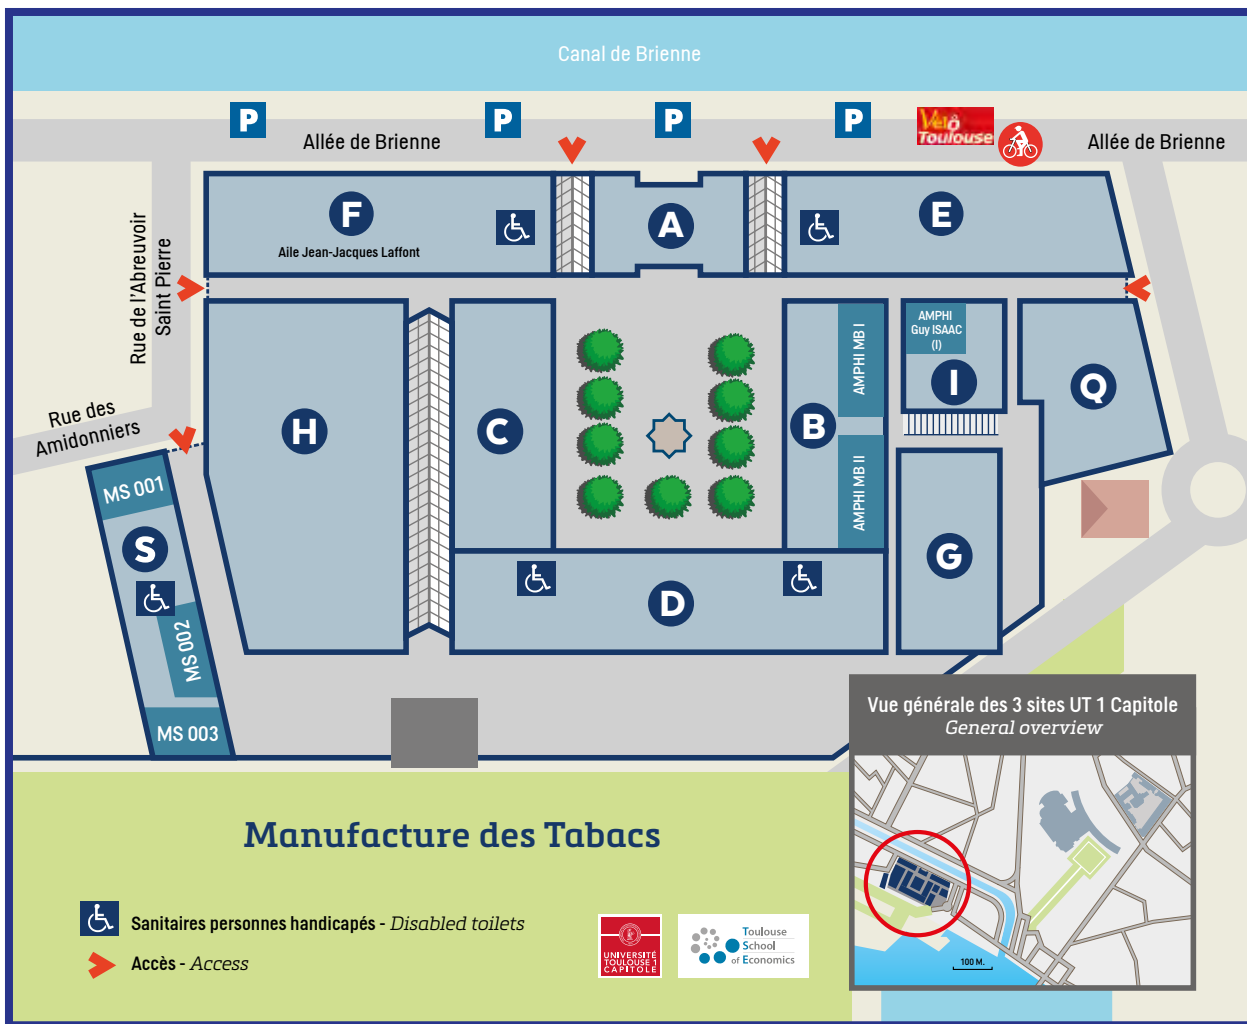 Canal de Brienne
P
P
P
P
Vélô
Toulouse
Allée de Brienne
Allée de Brienne
Rue de l'Abreuvoir
Saint Pierre
F
Aile Jean-Jacques Laffont
A
E
H
C
B
AMPHI MB I
AMPHI MB II
AMPHI
Guy ISAAC
(I)
I
Q
Rue des
Amidonniers
MS 001
S
MS 002
MS 003
D
G
Vue générale des 3 sites UT 1 Capitole
General overview
100 M.
Manufacture des Tabacs
Sanitaires personnes handicapés - Disabled toilets
Accès - Access
UNIVERSITÉ
TOULOUSE 1
CAPITOLE
Toulouse
School
of Economics